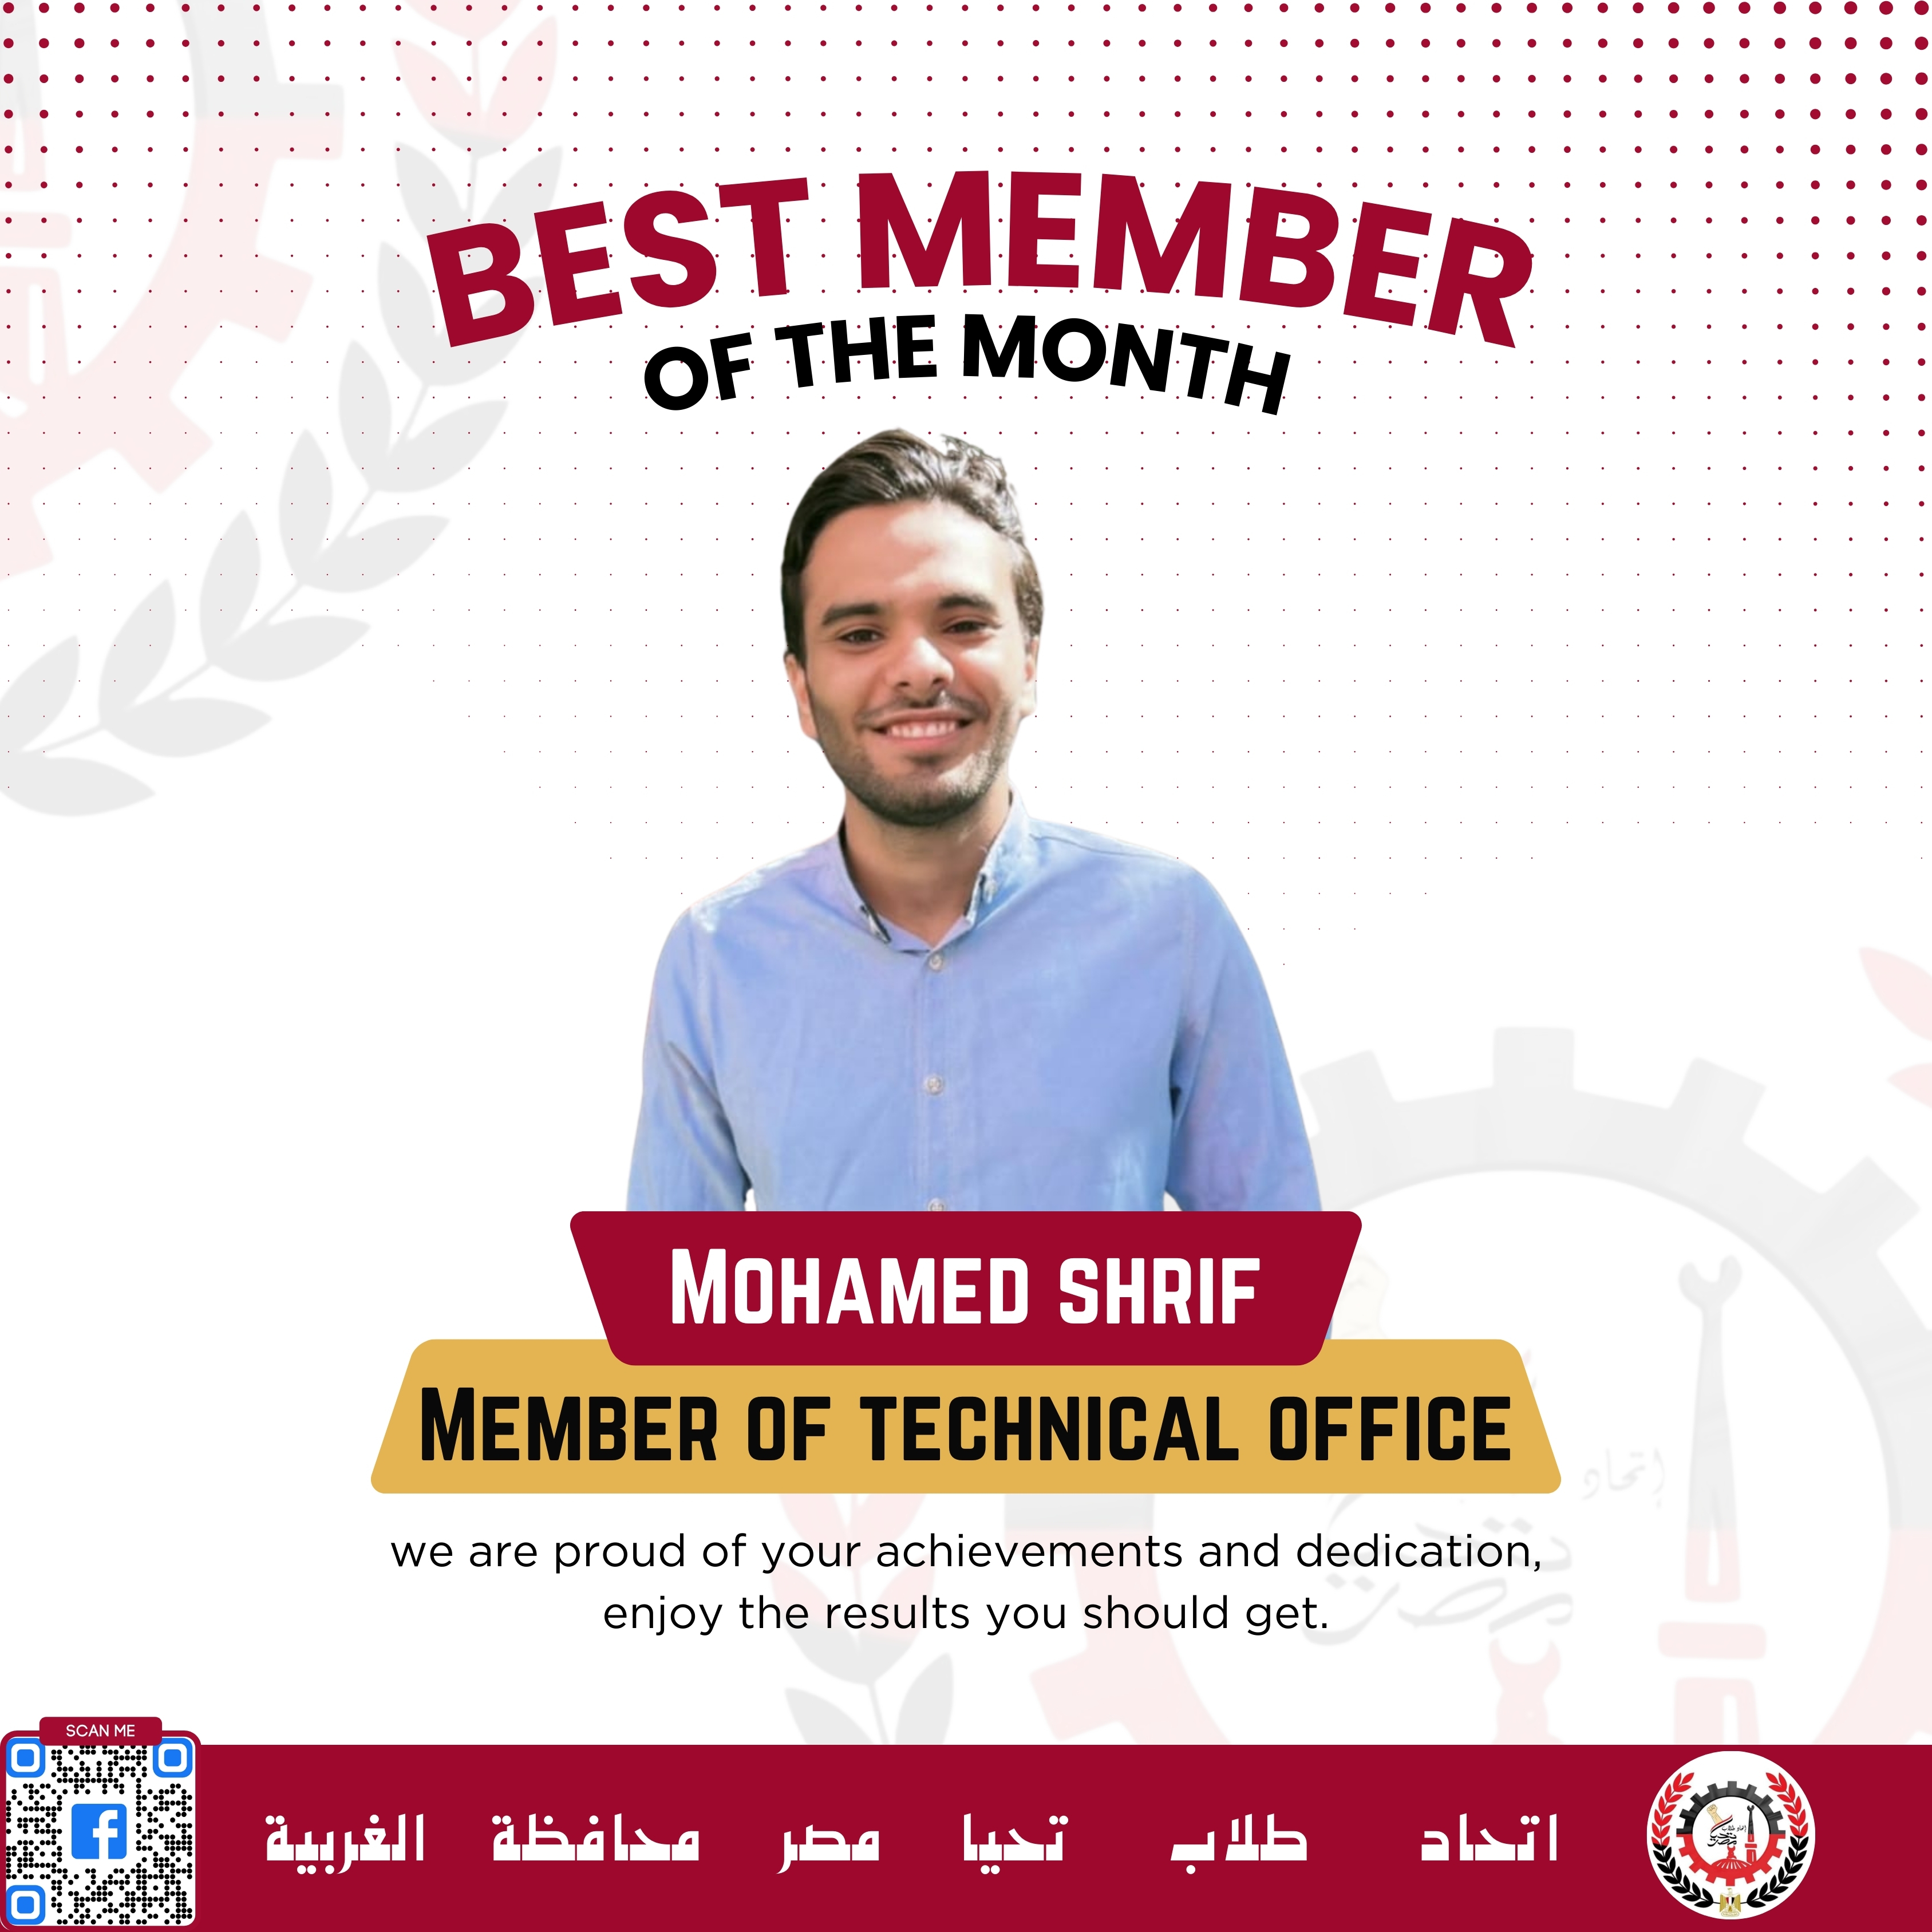 BEST MEMBER
OF THE MONTH
MOHAMED SHRIF
MEMBER OF TECHNICAL OFFICE
we are proud of your achievements and dedication,
enjoy the results you should get.
SCAN ME
اتحاد طلاب تحيا مصر محافظة الغربية